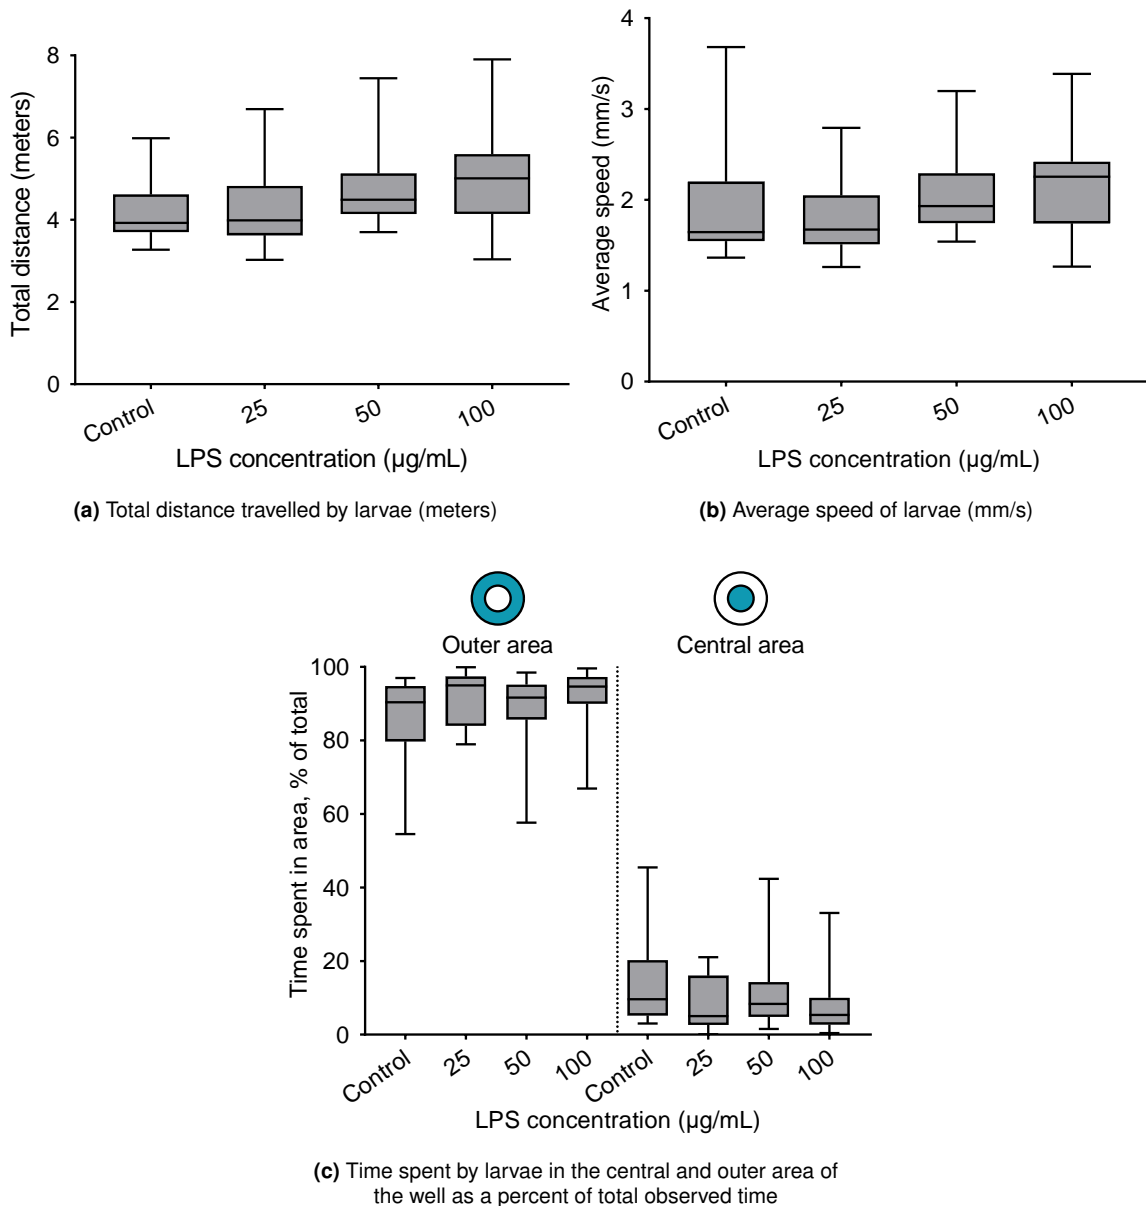 8
6
4
2
0
Total distance (meters)
Control
25
50
100
LPS concentration (µg/mL)
(a) Total distance travelled by larvae (meters)
4
3
2
1
0
Average speed (mm/s)
Control
25
50
100
LPS concentration (µg/mL)
(b) Average speed of larvae (mm/s)
Outer area
Central area
100
80
60
40
20
0
Time spent in area, % of total
Control
25
50
100
Control
25
50
100
LPS concentration (µg/mL)
(c) Time spent by larvae in the central and outer area of
the well as a percent of total observed time